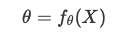 θ = f_θ(X)